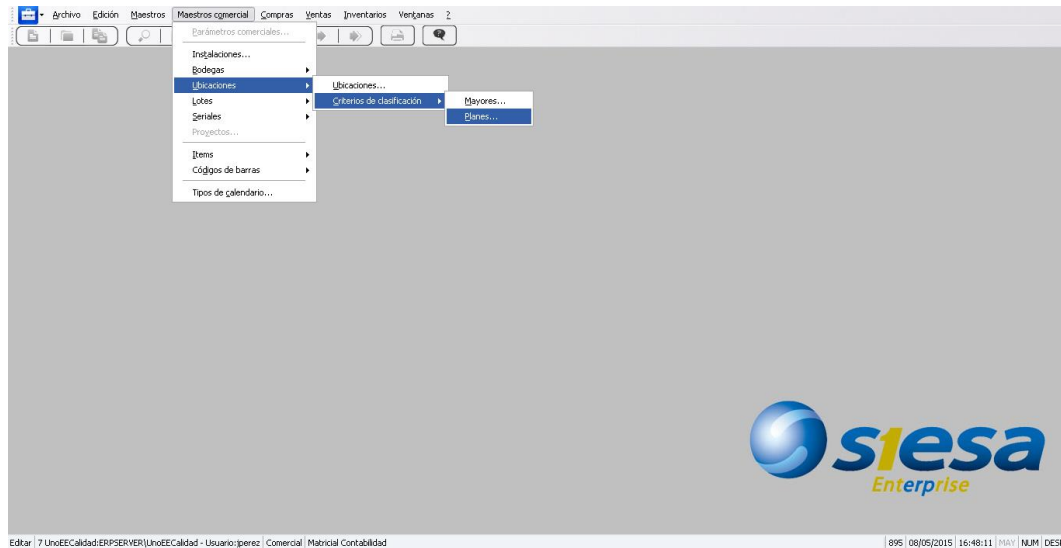 Archivo Edición Maestros Maestros comercial Compras Ventas Inventarios Ventanas ?
Parámetros comerciales...
Instalaciones...
Bodegas
Ubicaciones
Lotes
Seriales
Proyectos...
Items
Códigos de barras
Tipos de calendario...
Ubicaciones...
Criterios de clasificación
Mayores...
Planes...
siesa
Enterprise
Editar 7 UnoEECalidad:ERPSERVER\UnoEECalidad - Usuario:jperez Comercial Matricial Contabilidad 895 08/05/2015 16:48:11 MAY NUM DES